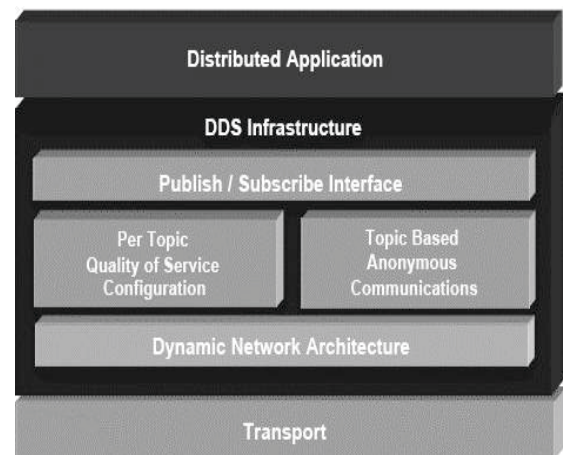 Distributed Application
DDS Infrastructure
Publish / Subscribe Interface
Per Topic
Quality of Service
Configuration
Topic Based
Anonymous
Communications
Dynamic Network Architecture
Transport